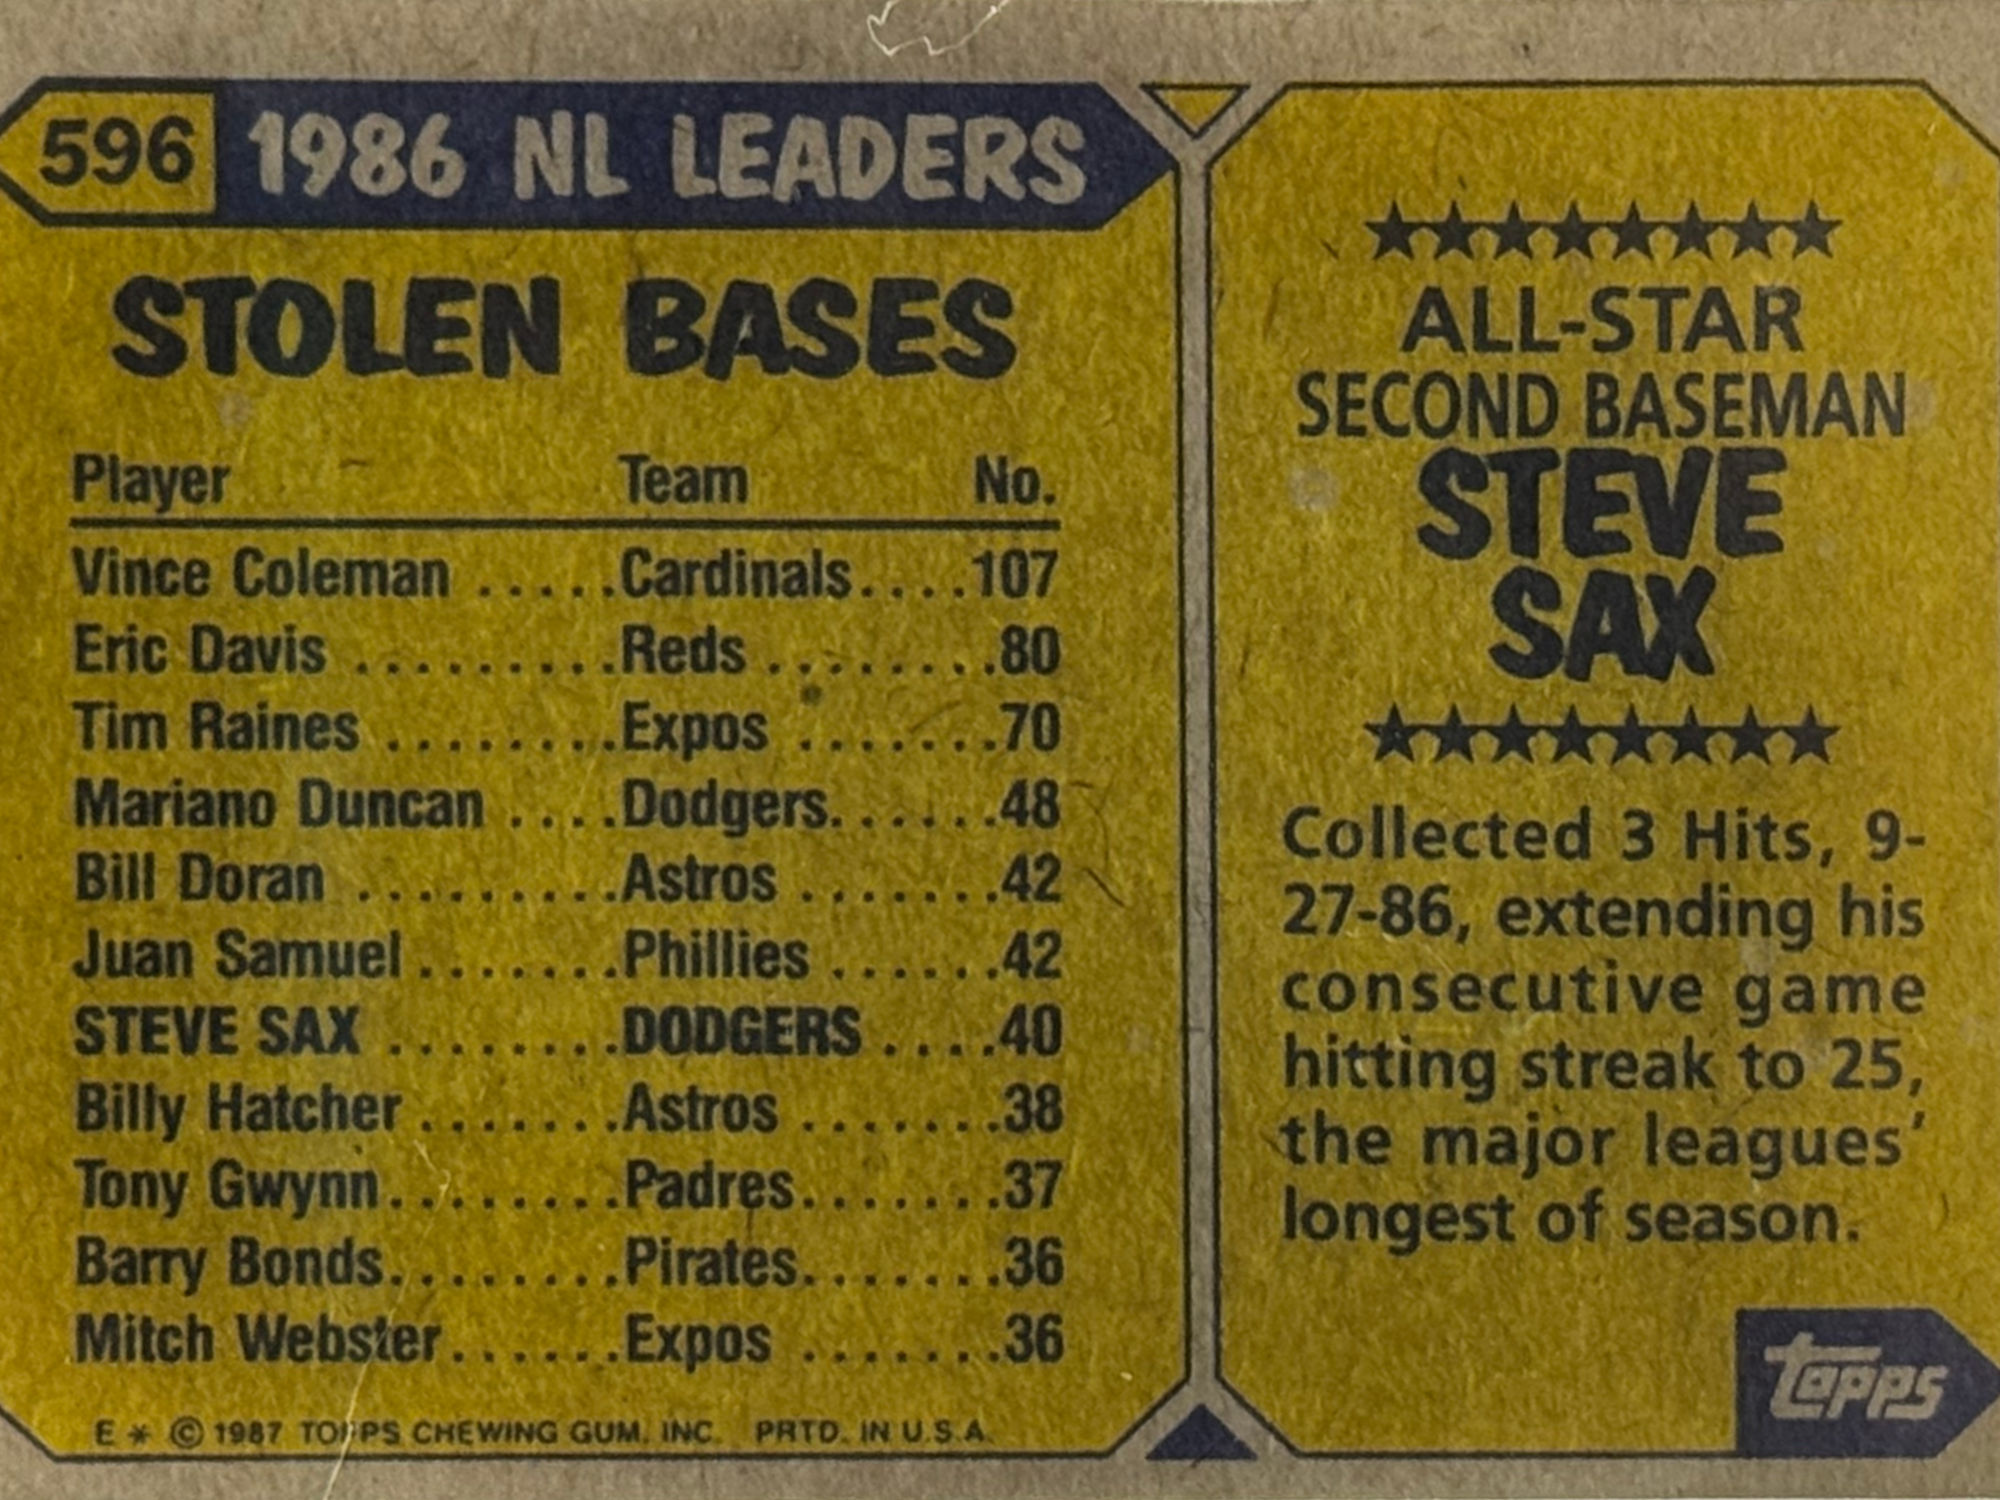 596 1986 NL LEADERS
STOLEN BASES
Player Team No.
Vince Coleman .....Cardinals....107
Eric Davis .........Reds ........80
Tim Raines ........Expos .......70
Mariano Duncan ....Dodgers......48
Bill Doran .........Astros .......42
Juan Samuel .......Phillies ......42
STEVE SAX ........DODGERS ....40
Billy Hatcher .......Astros .......38
Tony Gwynn........Padres.......37
Barry Bonds........Pirates.......36
Mitch Webster......Expos .......36
E * © 1987 TOPPS CHEWING GUM, INC. PRTD. IN U.S.A.
ALL-STAR
SECOND BASEMAN
STEVE
SAX
Collected 3 Hits, 9-
27-86, extending his
consecutive game
hitting streak to 25,
the major leagues'
longest of season.
topps